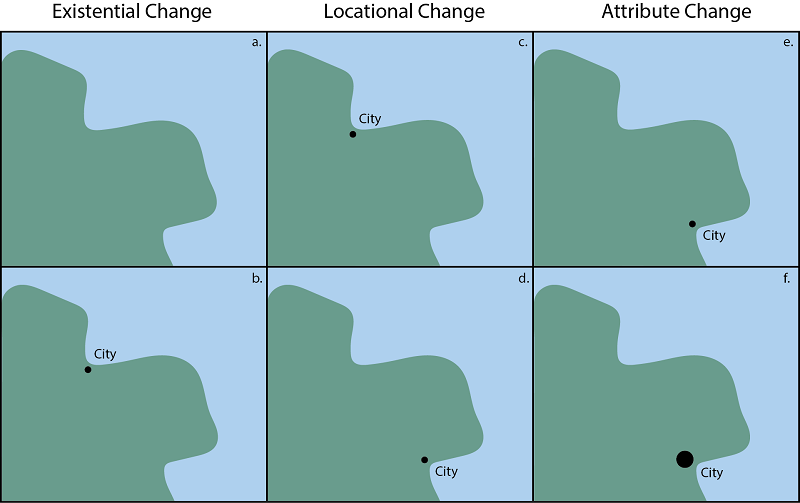 Existential Change
Locational Change
Attribute Change
a.
c.
City
e.
City
b.
City
d.
City
f.
City